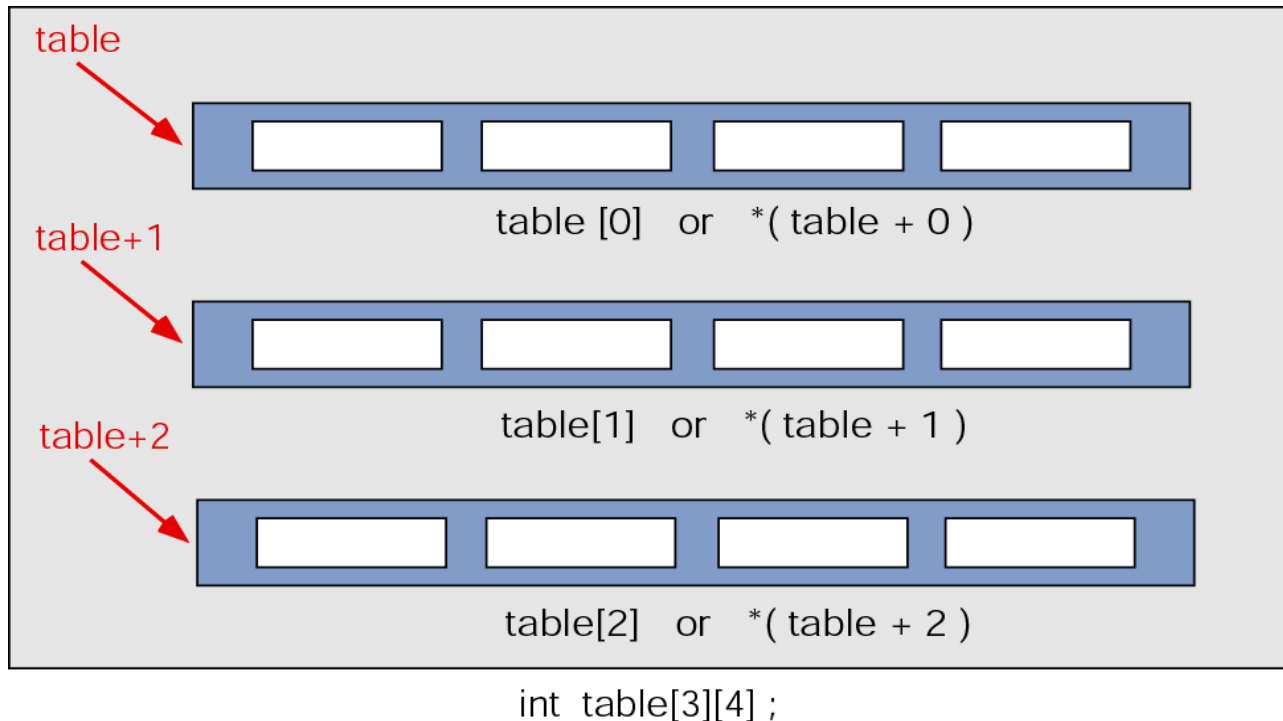 table
table [0] or *( table + 0 )
table+1
table[1] or *( table + 1 )
table+2
table[2] or *( table + 2 )
int table[3][4] ;